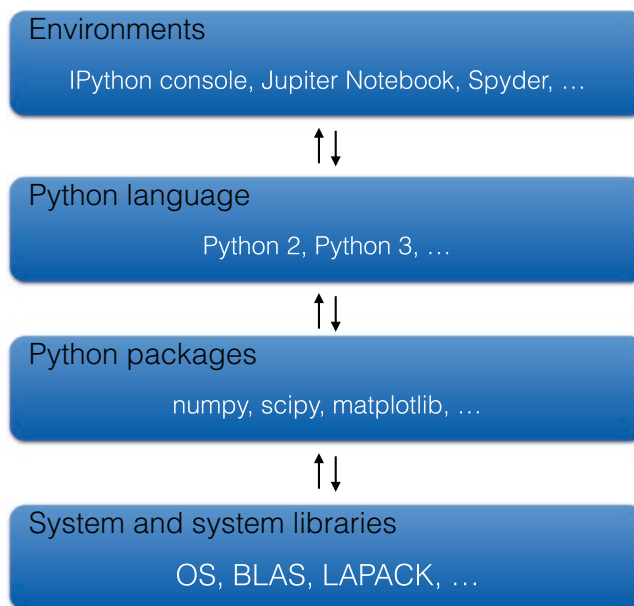 Environments
IPython console, Jupiter Notebook, Spyder, …
Python language
Python 2, Python 3, …
Python packages
numpy, scipy, matplotlib, …
System and system libraries
OS, BLAS, LAPACK, …